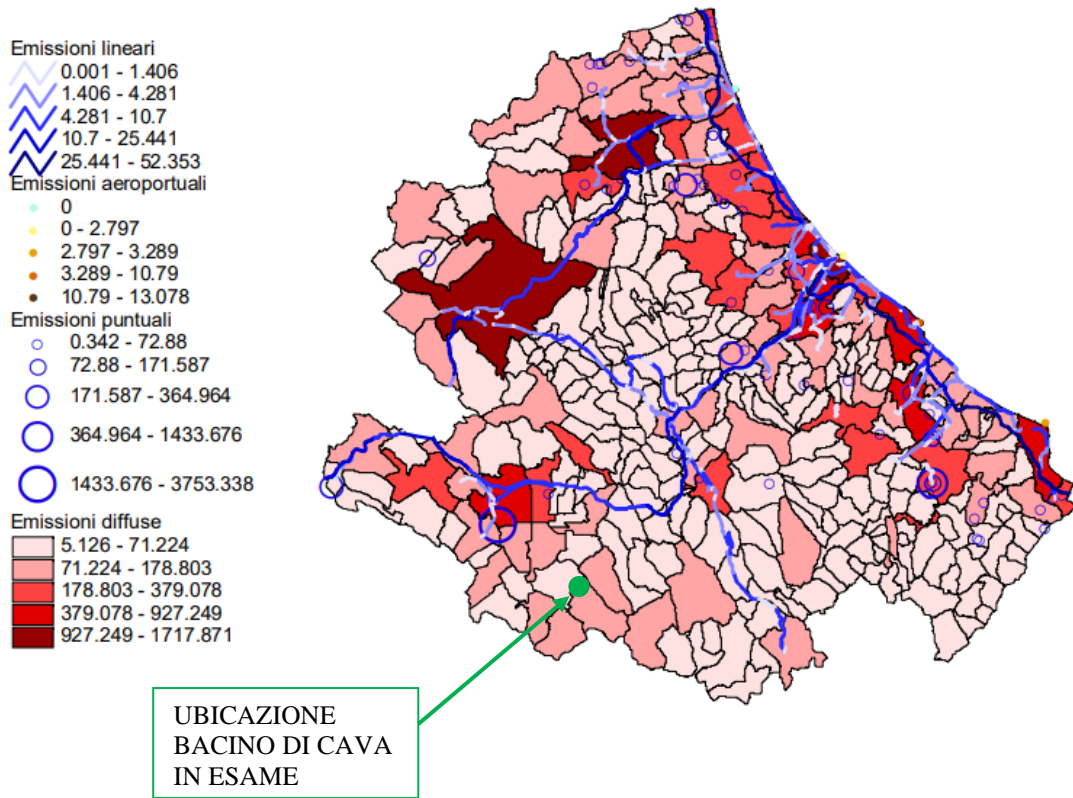 Emissioni lineari
0.001 - 1.406
1.406 - 4.281
4.281 - 10.7
10.7 - 25.441
25.441 - 52.353
Emissioni aeroportuali
0
0 - 2.797
2.797 - 3.289
3.289 - 10.79
10.79 - 13.078
Emissioni puntuali
0.342 - 72.88
72.88 - 171.587
171.587 - 364.964
364.964 - 1433.676
1433.676 - 3753.338
Emissioni diffuse
5.126 - 71.224
71.224 - 178.803
178.803 - 379.078
379.078 - 927.249
927.249 - 1717.871
UBICAZIONE
BACINO DI CAVA
IN ESAME